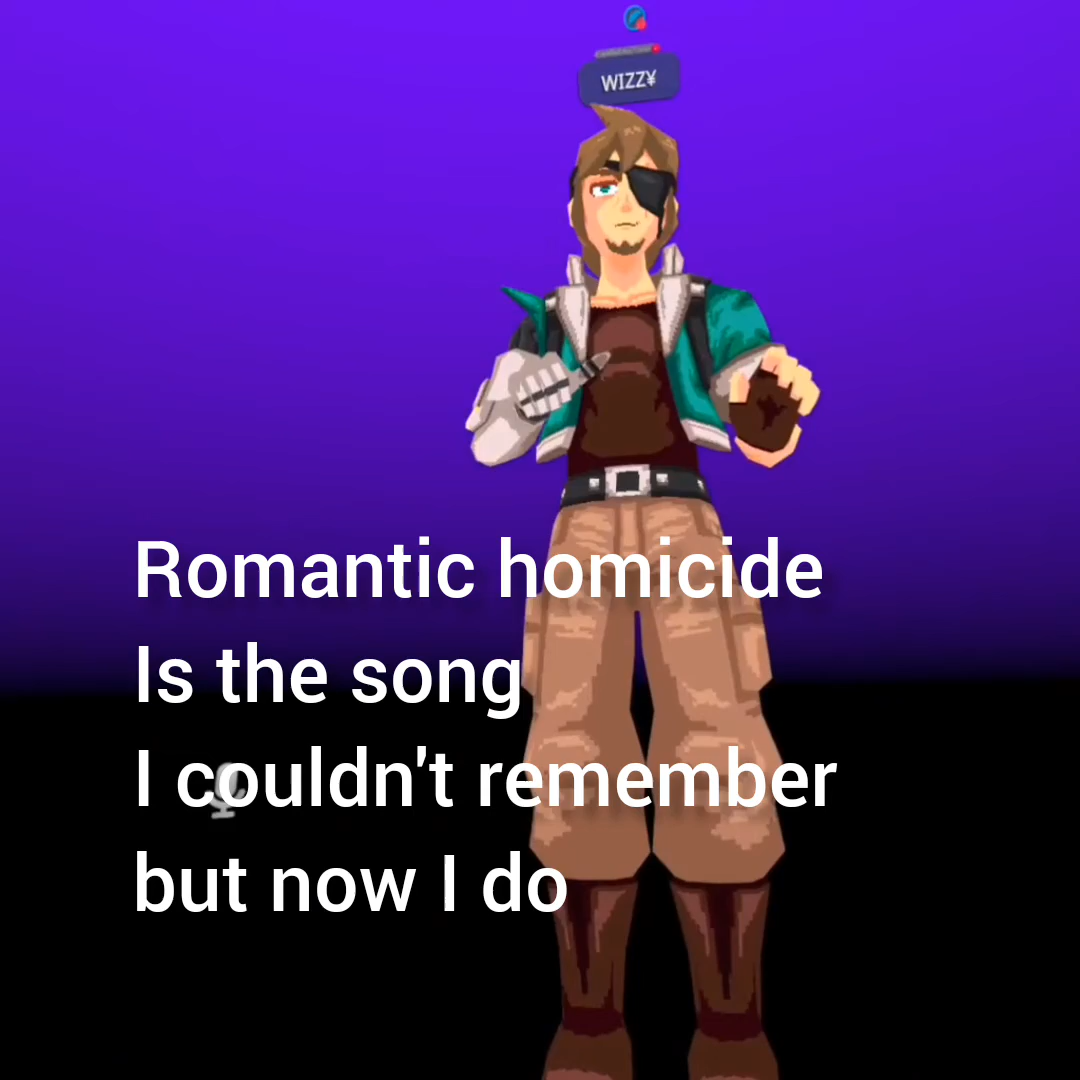 WIZZ¥
Romantic homicide
Is the song
I couldn't remember
but now I do